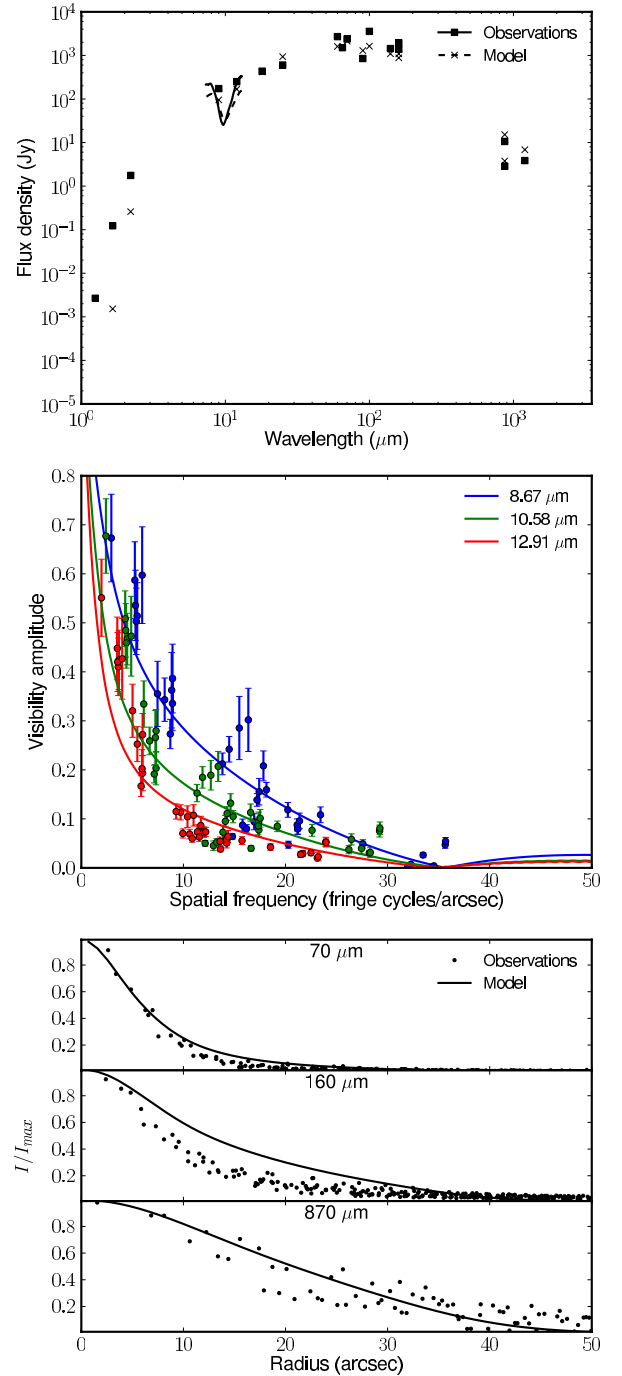 10^4
10^3
10^2
10^1
10^0
10^-1
10^-2
10^-3
10^-4
10^-5
Flux density (Jy)
Observations
Model
10^0 10^1 10^2 10^3
Wavelength (μm)
0.8
0.7
0.6
0.5
0.4
0.3
0.2
0.1
0.0
Visibility amplitude
8.67 μm
10.58 μm
12.91 μm
0 10 20 30 40 50
Spatial frequency (fringe cycles/arcsec)
70 μm
Observations
Model
0.8
0.6
0.4
0.2
160 μm
0.8
0.6
0.4
0.2
I/I_max
870 μm
0.8
0.6
0.4
0.2
0 10 20 30 40 50
Radius (arcsec)